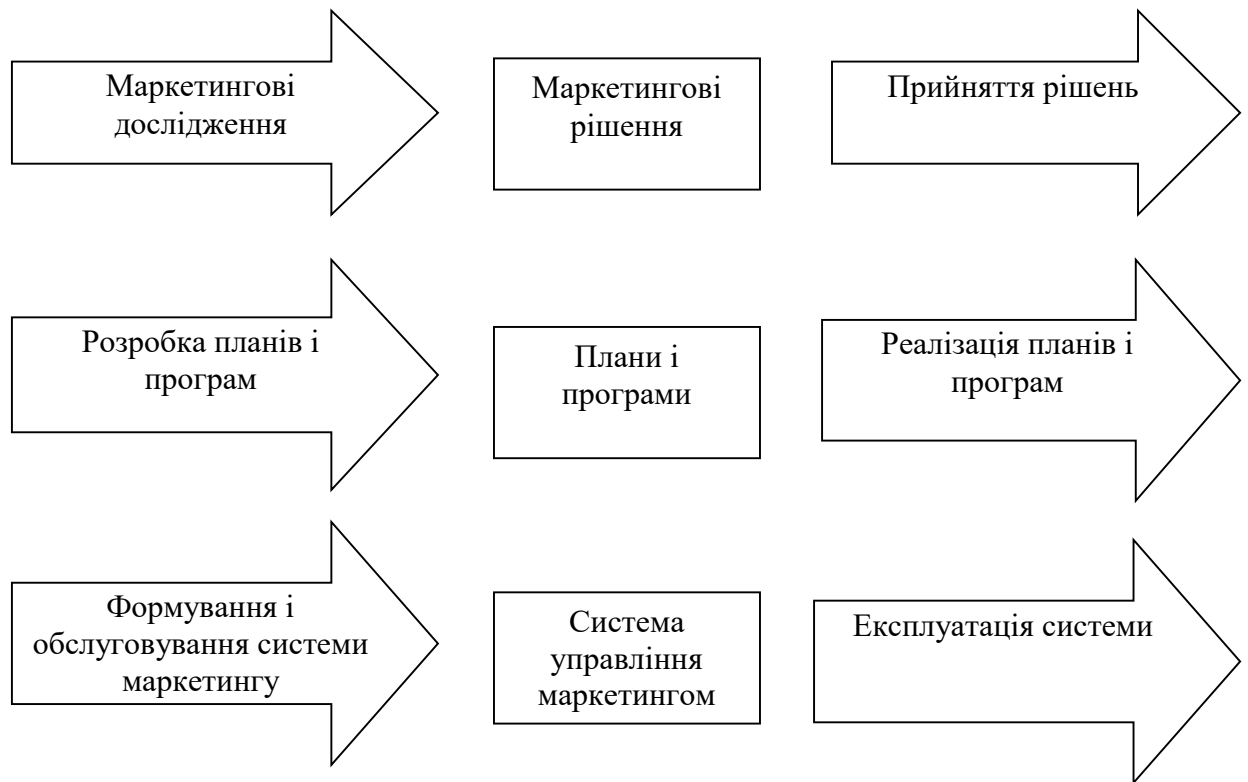 Маркетингові
дослідження
Маркетингові
рішення
Прийняття рішень
Розробка планів і
програм
Плани і
програми
Реалізація планів і
програм
Формування і
обслуговування системи
маркетингу
Система
управління
маркетингом
Експлуатація системи